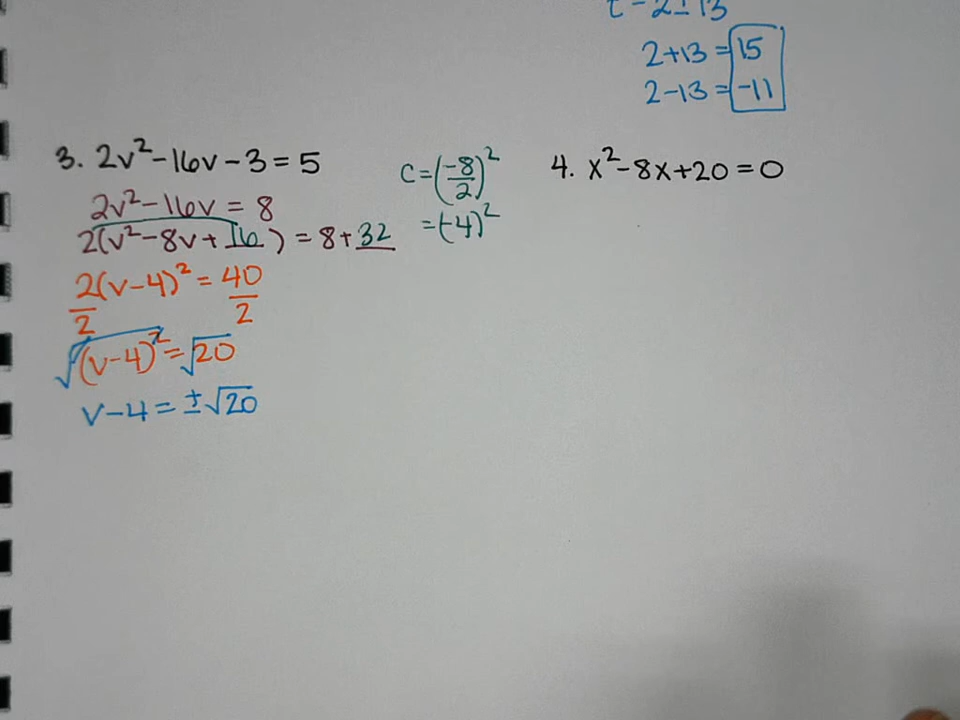 t = 2 ± 13
2+13 = 15
2-13 = -11
3. 2v² - 16v - 3 = 5
2v² - 16v = 8
2(v² - 8v + 16) = 8 + 32
2(v-4)² = 40
2 2
√(v-4)² = √20
v - 4 = ± √20
c = (-8/2)²
= (-4)²
4. x² - 8x + 20 = 0